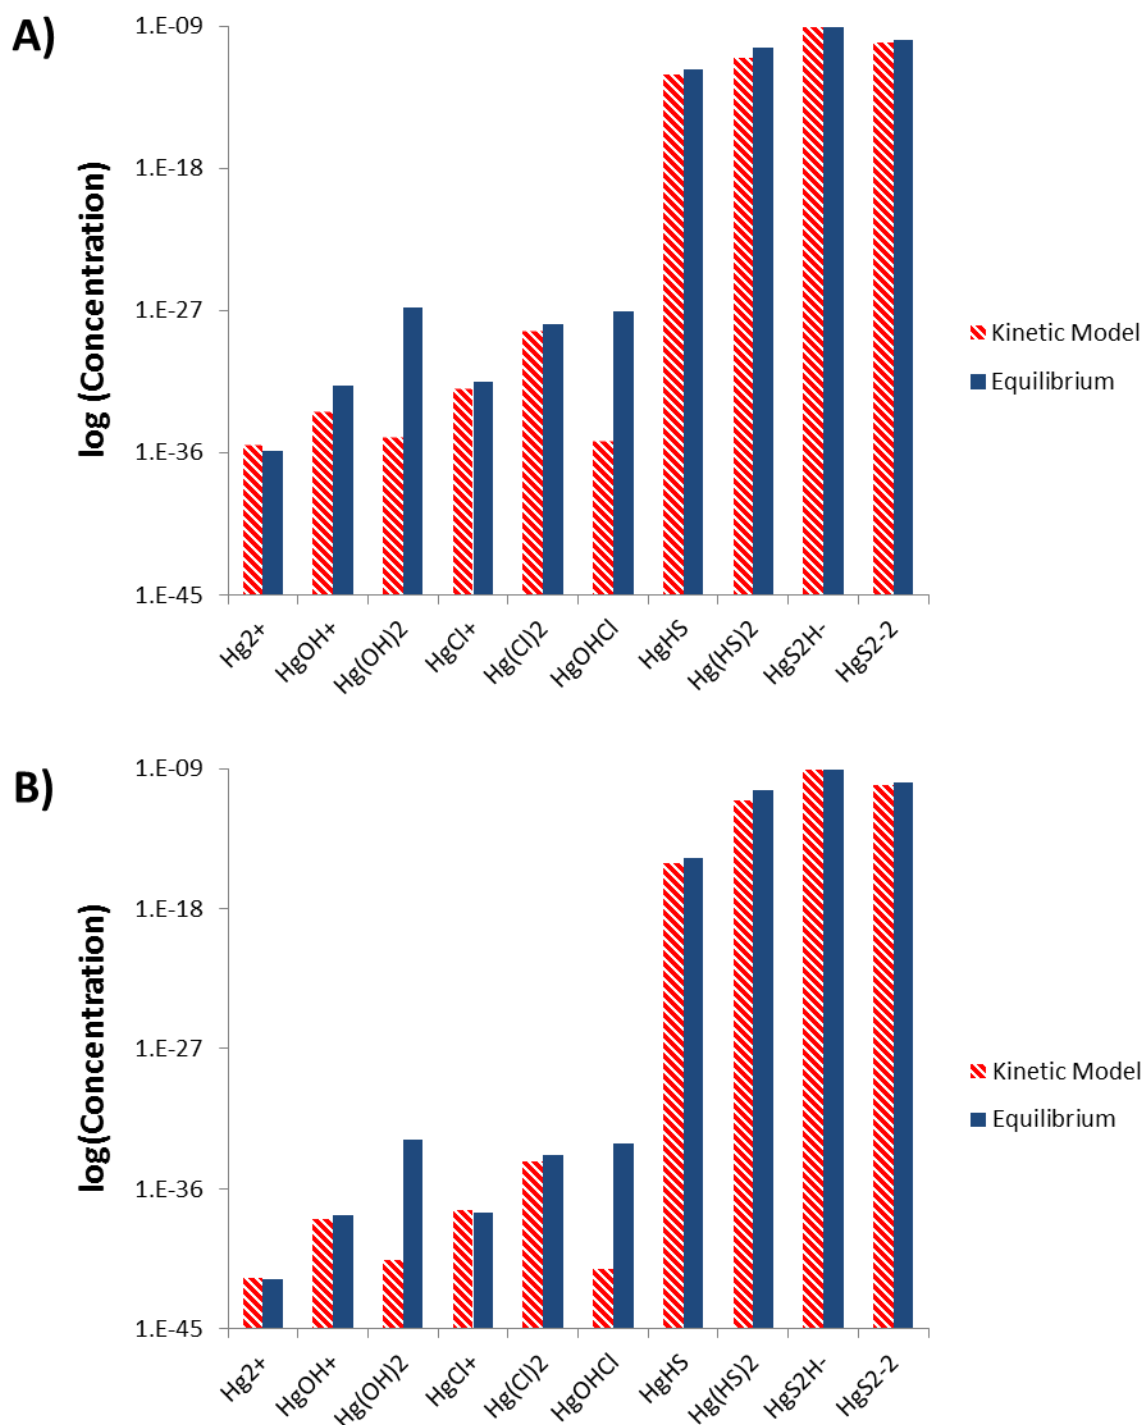 A)
log (Concentration)
1.E-09
1.E-18
1.E-27
1.E-36
1.E-45
Hg2+
HgOH+
Hg(OH)2
HgCl+
Hg(Cl)2
HgOHCl
HgHS
Hg(HS)2
HgS2H-
HgS2-2
Kinetic Model
Equilibrium
B)
log(Concentration)
1.E-09
1.E-18
1.E-27
1.E-36
1.E-45
Hg2+
HgOH+
Hg(OH)2
HgCl+
Hg(Cl)2
HgOHCl
HgHS
Hg(HS)2
HgS2H-
HgS2-2
Kinetic Model
Equilibrium